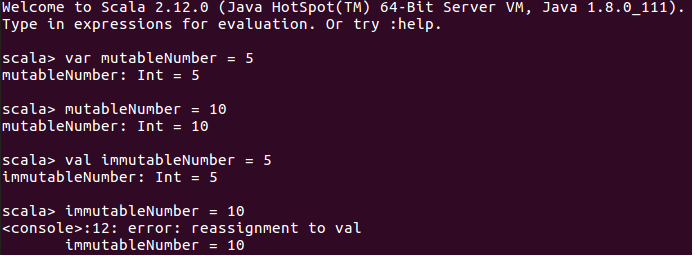 Welcome to Scala 2.12.0 (Java HotSpot(TM) 64-Bit Server VM, Java 1.8.0_111).
Type in expressions for evaluation. Or try :help.
scala> var mutableNumber = 5
mutableNumber: Int = 5
scala> mutableNumber = 10
mutableNumber: Int = 10
scala> val immutableNumber = 5
immutableNumber: Int = 5
scala> immutableNumber = 10
<console>:12: error: reassignment to val
immutableNumber = 10